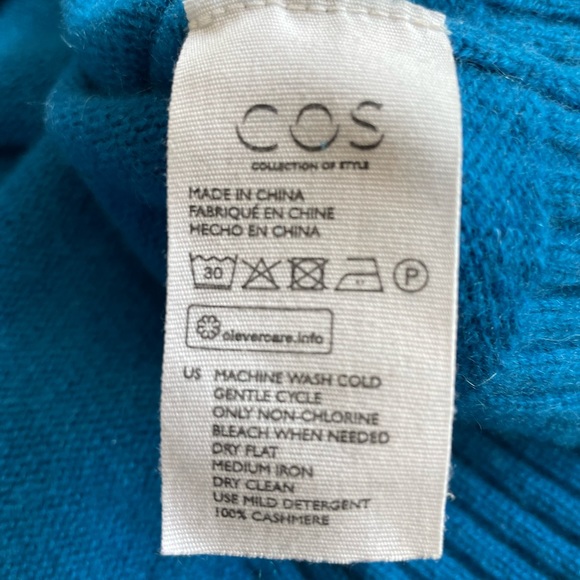 COS
COLLECTION OF STYLE
MADE IN CHINA
FABRIQUÉ EN CHINE
HECHO EN CHINA
30
P
clevercare.info
US MACHINE WASH COLD
GENTLE CYCLE
ONLY NON-CHLORINE
BLEACH WHEN NEEDED
DRY FLAT
MEDIUM IRON
DRY CLEAN
USE MILD DETERGENT
100% CASHMERE